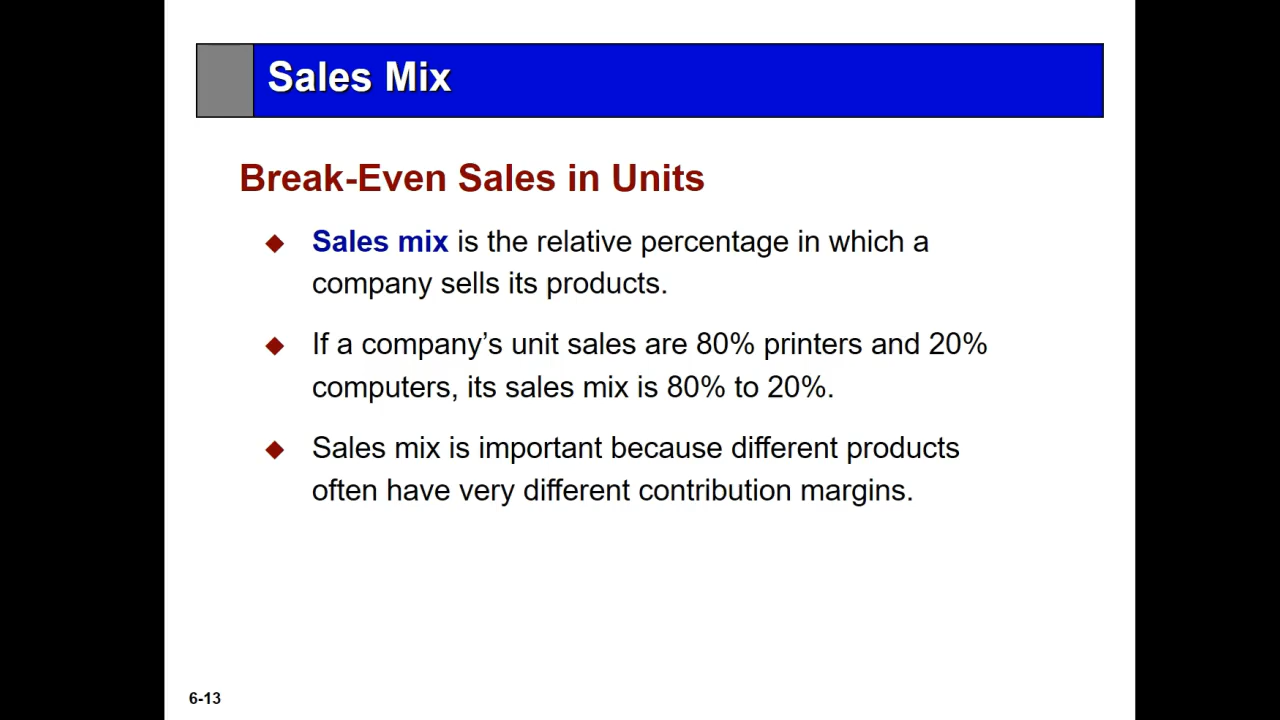 Sales Mix
Break-Even Sales in Units
Sales mix is the relative percentage in which a
company sells its products.
If a company’s unit sales are 80% printers and 20%
computers, its sales mix is 80% to 20%.
Sales mix is important because different products
often have very different contribution margins.
6-13